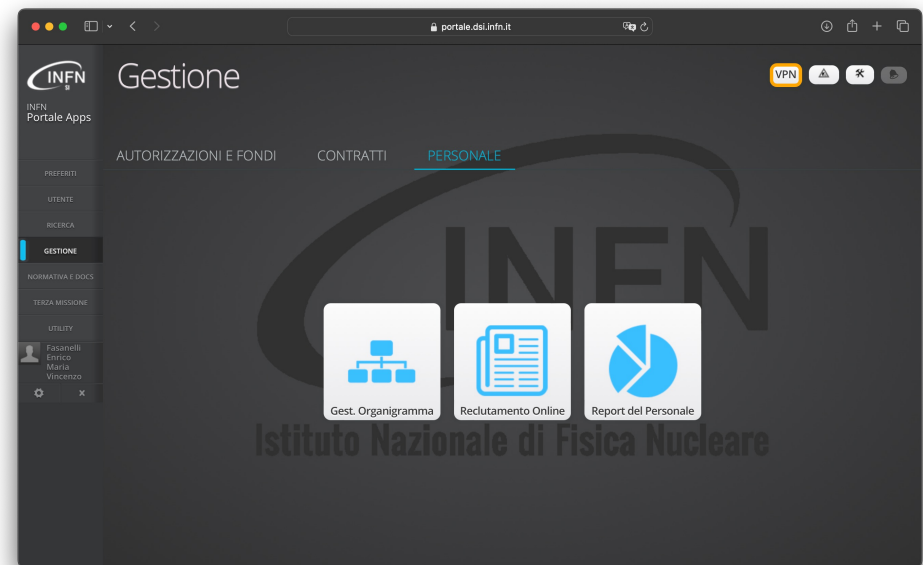 portale.dsi.infn.it
INFN
SI
INFN
Portale Apps
Gestione
VPN
AUTORIZZAZIONI E FONDI
CONTRATTI
PERSONALE
PREFERITI
UTENTE
RICERCA
GESTIONE
NORMATIVA E DOCS
TERZA MISSIONE
UTILITY
Fasanelli
Enrico
Maria
Vincenzo
INFN
Gest. Organigramma
Reclutamento Online
Report del Personale
Istituto Nazionale di Fisica Nucleare